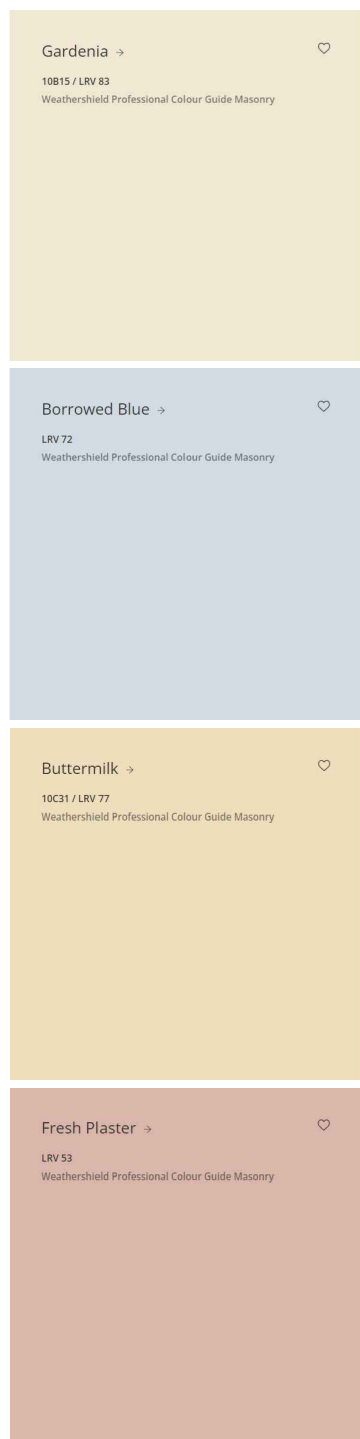 Gardenia →
10B15 / LRV 83
Weathershield Professional Colour Guide Masonry
Borrowed Blue →
LRV 72
Weathershield Professional Colour Guide Masonry
Buttermilk →
10C31 / LRV 77
Weathershield Professional Colour Guide Masonry
Fresh Plaster →
LRV 53
Weathershield Professional Colour Guide Masonry